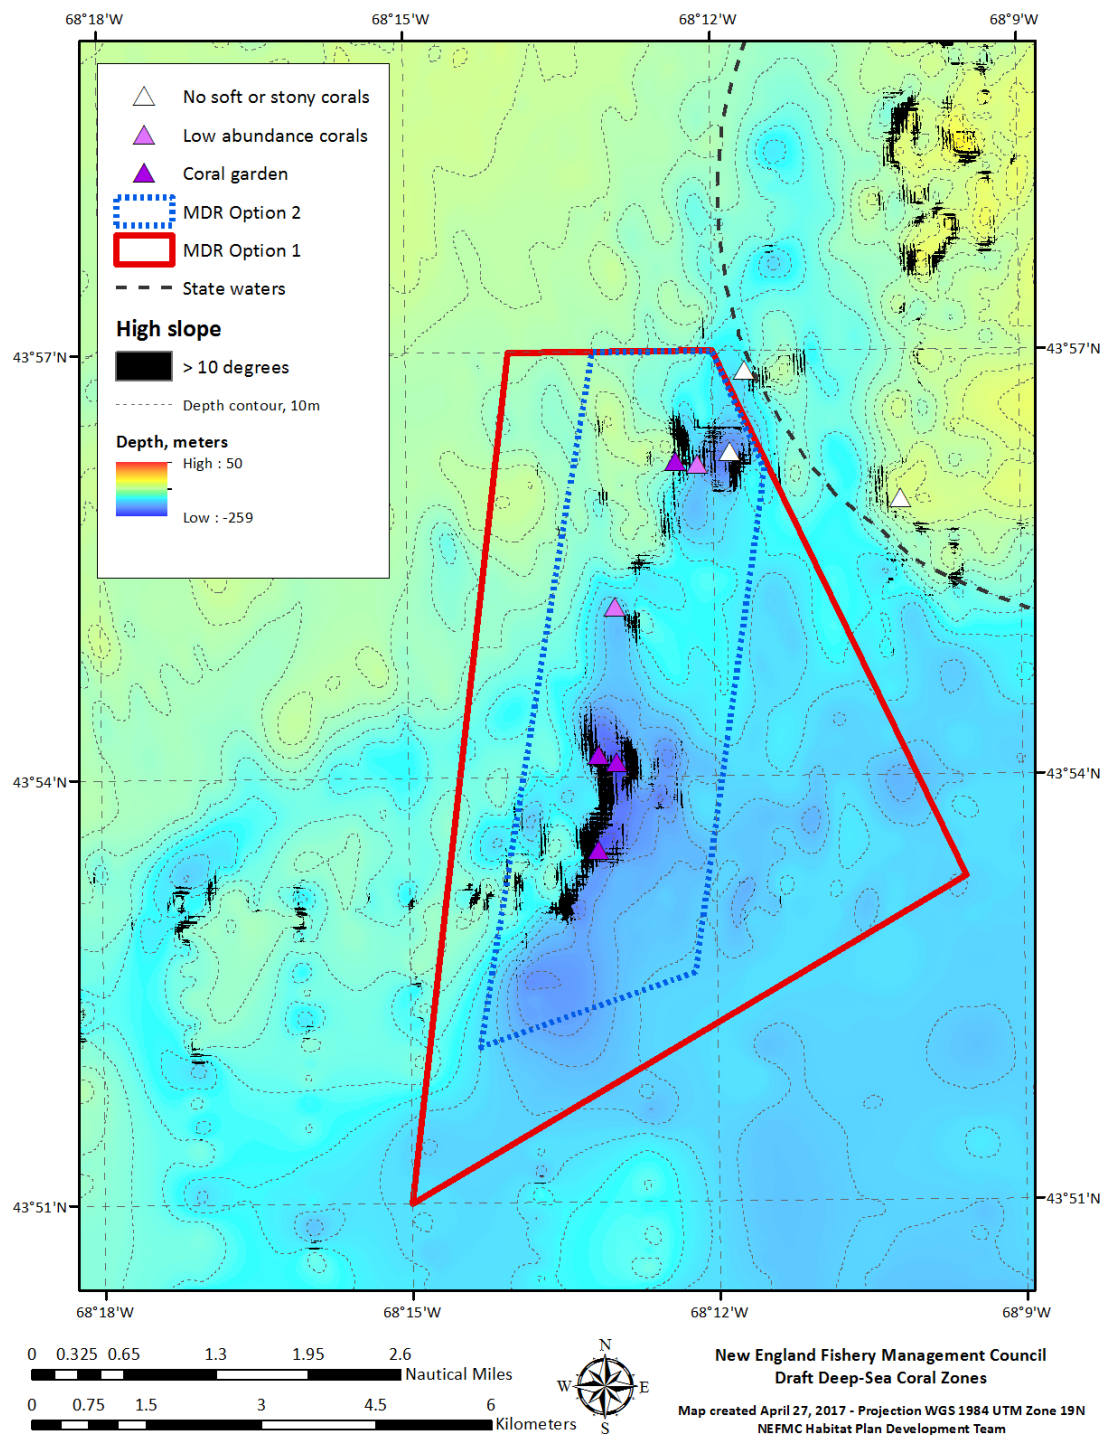 68°18'W 68°15'W 68°12'W 68°9'W
No soft or stony corals
Low abundance corals
Coral garden
MDR Option 2
MDR Option 1
State waters
High slope
> 10 degrees
Depth contour, 10m
Depth, meters
High : 50
Low : -259
43°57'N 43°57'N
43°54'N 43°54'N
43°51'N 43°51'N
68°18'W 68°15'W 68°12'W 68°9'W
0 0.325 0.65 1.3 1.95 2.6
Nautical Miles
0 0.75 1.5 3 4.5 6
Kilometers
N
W E
S
New England Fishery Management Council
Draft Deep-Sea Coral Zones
Map created April 27, 2017 - Projection WGS 1984 UTM Zone 19N
NEFMC Habitat Plan Development Team